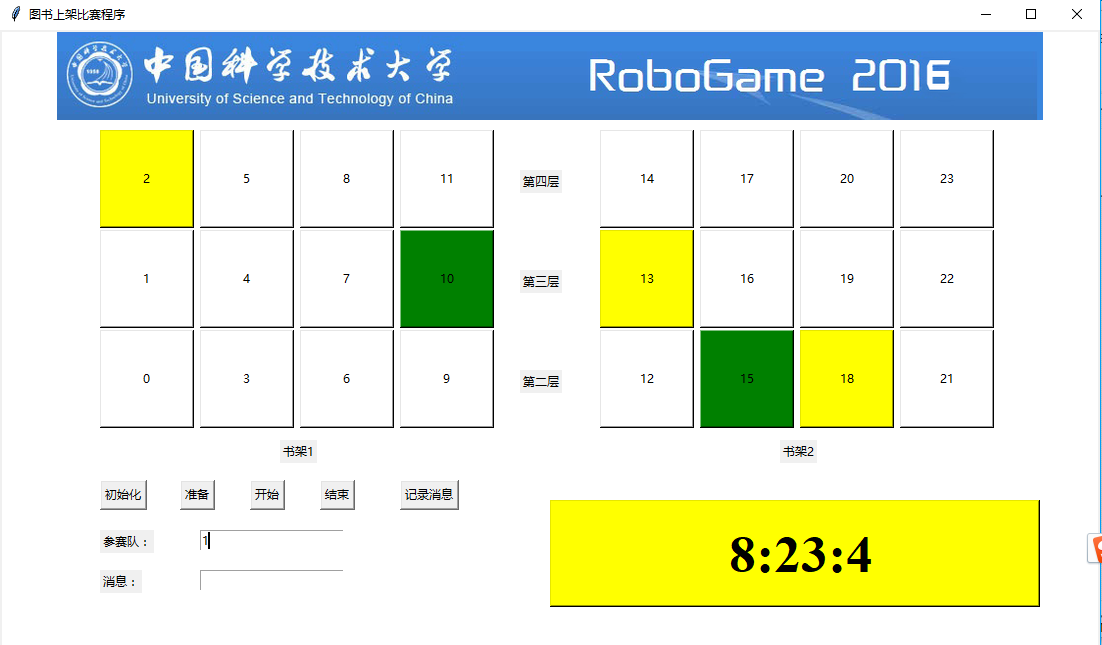 图书上架比赛程序
中国科学技术大学
University of Science and Technology of China
RoboGame 2016
2 5 8 11 第四层 14 17 20 23
1 4 7 10 第三层 13 16 19 22
0 3 6 9 第二层 12 15 18 21
书架1 书架2
初始化 准备 开始 结束 记录消息
参赛队： 1
消息：
8:23:4